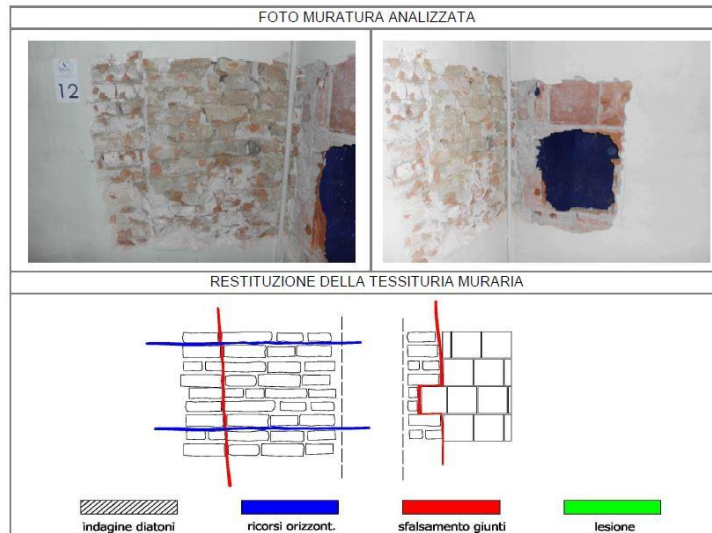 FOTO MURATURA ANALIZZATA
12
RESTITUZIONE DELLA TESSITURIA MURARIA
indagine diatoni
ricorsi orizzont.
sfalsamento giunti
lesione